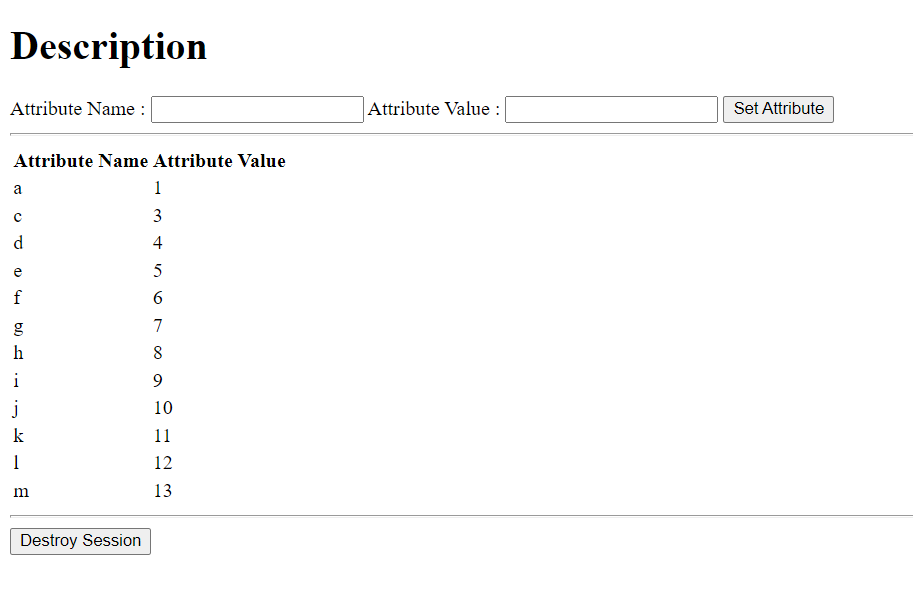 Description
Attribute Name : Attribute Value : Set Attribute
Attribute Name Attribute Value
a 1
c 3
d 4
e 5
f 6
g 7
h 8
i 9
j 10
k 11
l 12
m 13
Destroy Session